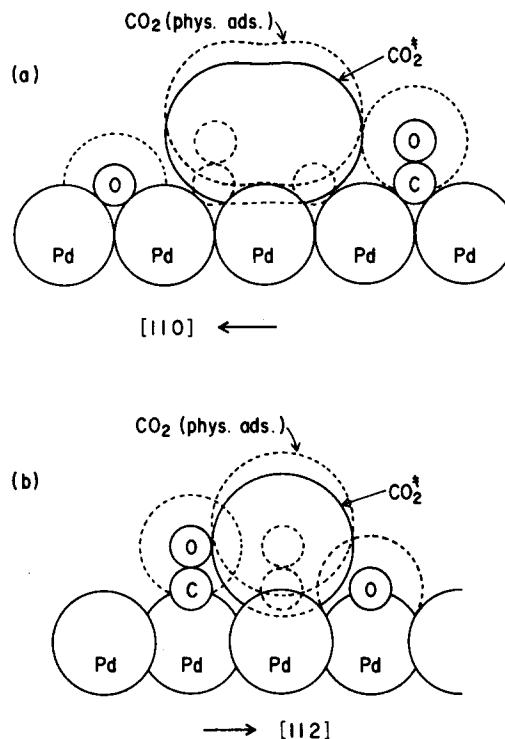 CO₂ (phys. ads.)
CO₂‡
(a)
O
O
C
Pd Pd Pd Pd Pd
[110]
CO₂ (phys. ads.)
(b)
CO₂‡
O
C
O
Pd Pd Pd Pd
[112]